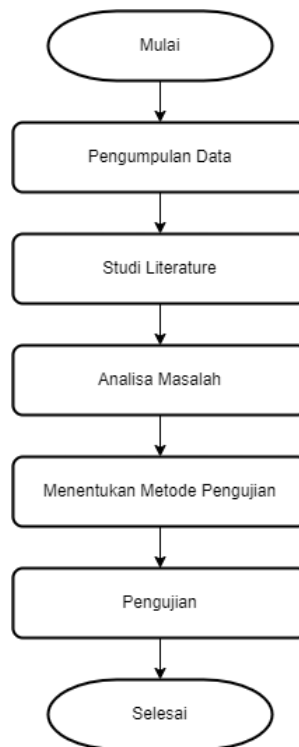 Mulai
Pengumpulan Data
Studi Literature
Analisa Masalah
Menentukan Metode Pengujian
Pengujian
Selesai